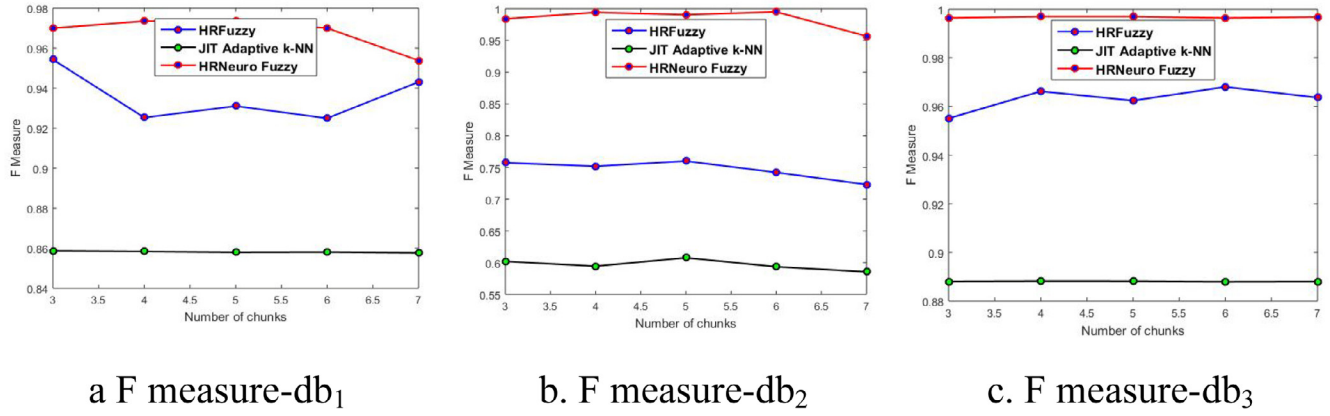 0.98
0.96
0.94
0.92
0.9
0.88
0.86
0.84
F Measure
HRFuzzy
JIT Adaptive k-NN
HRNeuro Fuzzy
3 3.5 4 4.5 5 5.5 6 6.5 7
Number of chunks
a F measure-db₁
1
0.95
0.9
0.85
0.8
0.75
0.7
0.65
0.6
0.55
F Measure
HRFuzzy
JIT Adaptive k-NN
HRNeuro Fuzzy
3 3.5 4 4.5 5 5.5 6 6.5 7
Number of chunks
b. F measure-db₂
1
0.98
0.96
0.94
0.92
0.9
0.88
F Measure
HRFuzzy
JIT Adaptive k-NN
HRNeuro Fuzzy
3 3.5 4 4.5 5 5.5 6 6.5 7
Number of chunks
c. F measure-db₃